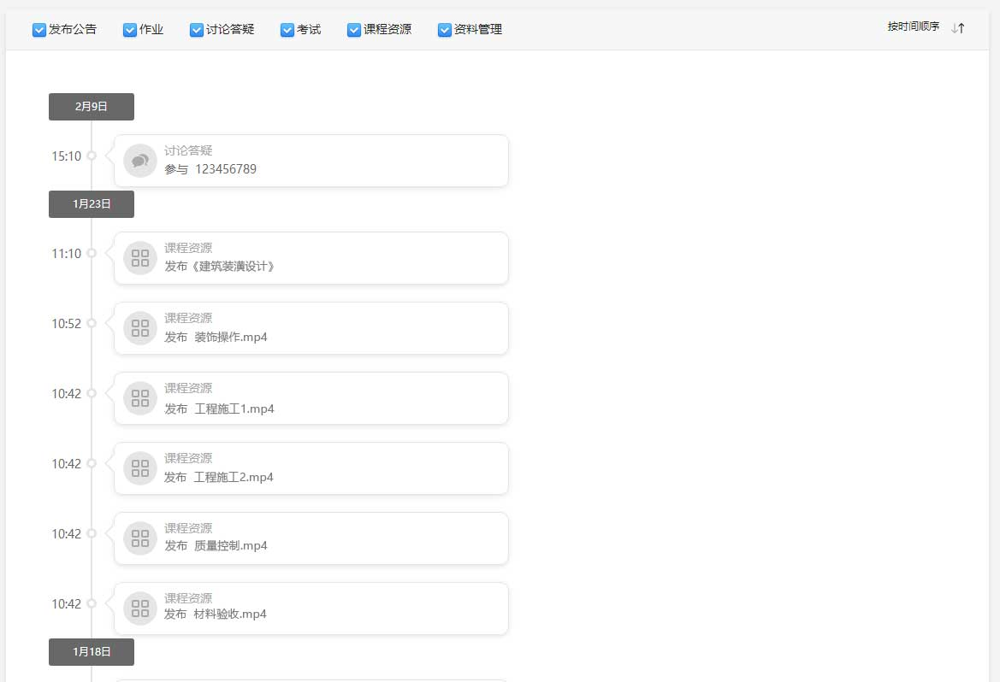 发布公告 作业 讨论答疑 考试 课程资源 资料管理 按时间顺序
2月9日
15:10
讨论答疑
参与 123456789
1月23日
11:10
课程资源
发布《建筑装潢设计》
10:52
课程资源
发布 装饰操作.mp4
10:42
课程资源
发布 工程施工1.mp4
10:42
课程资源
发布 工程施工2.mp4
10:42
课程资源
发布 质量控制.mp4
10:42
课程资源
发布 材料验收.mp4
1月18日